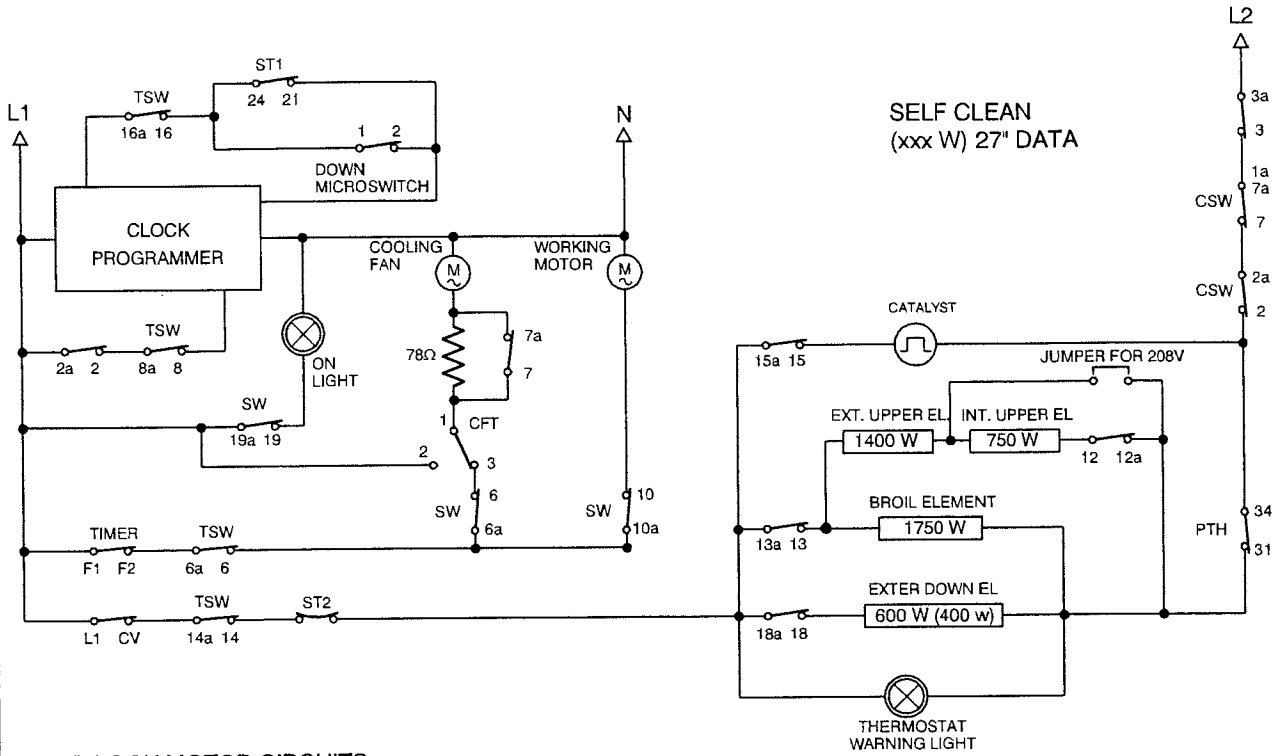 L2
ST1
24 21
3a
L1
TSW
N
SELF CLEAN
(xxx W) 27" DATA
3
16a 16
1 2
DOWN
MICROSWITCH
1a
7a
CSW
7
CLOCK
PROGRAMMER
COOLING
FAN
WORKING
MOTOR
M
M
2a
CSW
2
CATALYST
TSW
7a
78Ω
7
ON
LIGHT
2a 2 8a 8
15a 15
JUMPER FOR 208V
SW
19a 19
1 CFT
EXT. UPPER EL
INT. UPPER EL
1400 W
750 W
2
3
12 12a
6
SW
6a
10
SW
10a
BROIL ELEMENT
1750 W
34
PTH
31
13a 13
TIMER
TSW
F1 F2
6a 6
EXTER DOWN EL
600 W (400 w)
TSW
ST2
L1 CV
14a 14
18a 18
THERMOSTAT
WARNING LIGHT